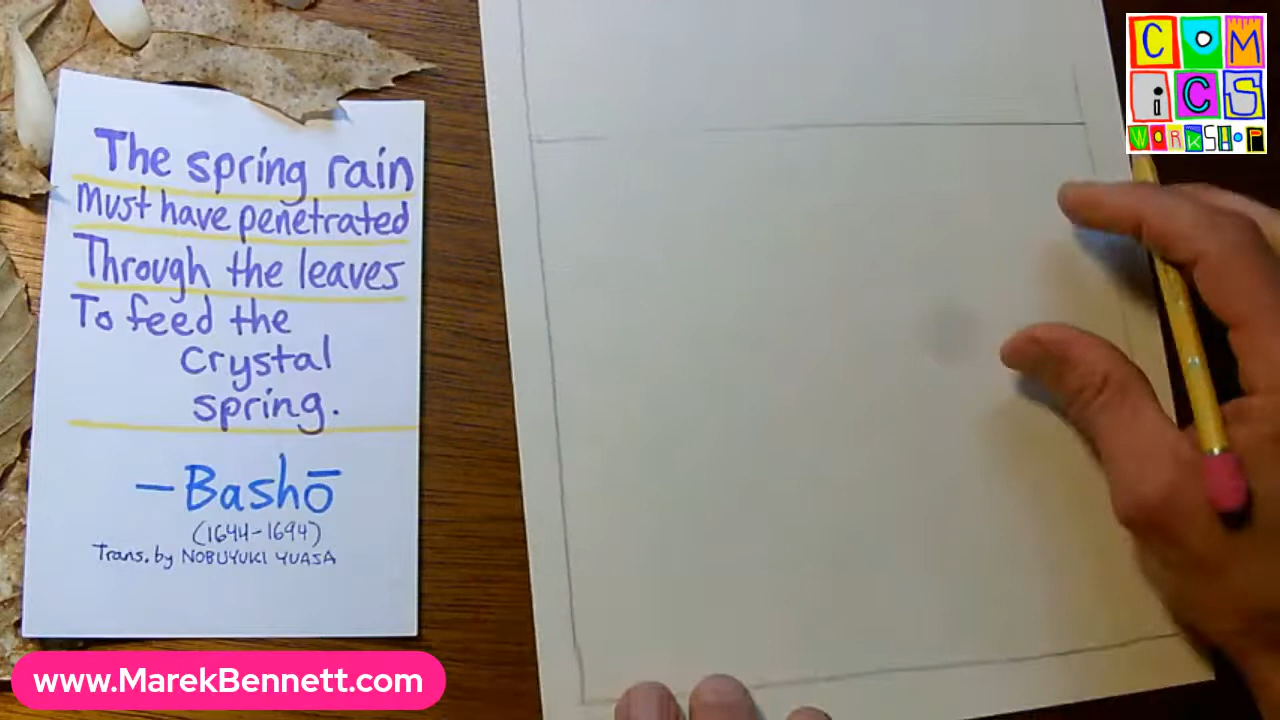 The spring rain
Must have penetrated
Through the leaves
To feed the
Crystal
spring.
— Bashō
(1644-1694)
Trans. by NOBUYUKI YUASA
COM
iCS
WORKSHOP
www.MarekBennett.com